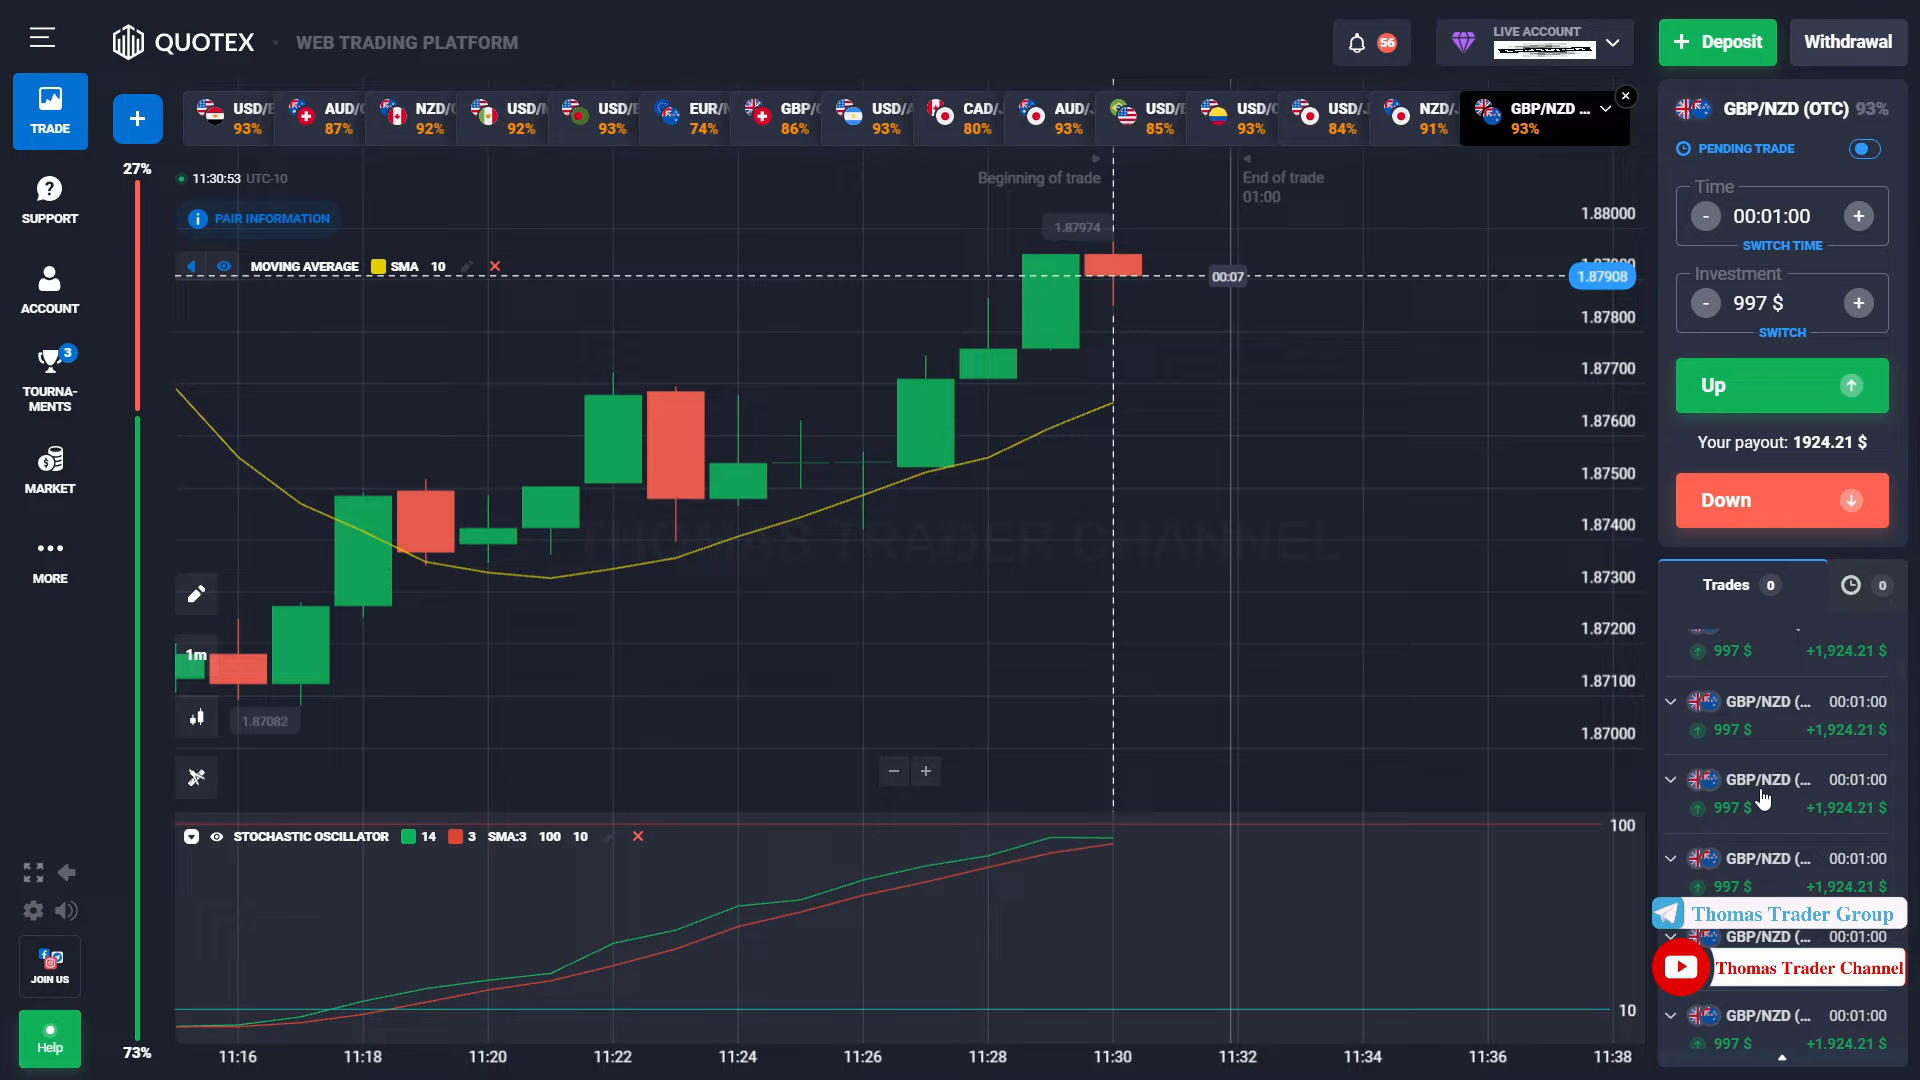 QUOTEX
WEB TRADING PLATFORM
56
LIVE ACCOUNT
Deposit
Withdrawal
TRADE
SUPPORT
ACCOUNT
3
TOURNA-
MENTS
MARKET
MORE
JOIN US
Help
USD/
93%
AUD/
87%
NZD/
92%
USD/
92%
USD/
93%
EUR/
74%
GBP/
86%
USD/
93%
CAD/
80%
AUD/
93%
USD/
85%
USD/
93%
USD/
84%
NZD/
91%
GBP/NZD ...
93%
27%
73%
11:30:53 UTC-10
PAIR INFORMATION
MOVING AVERAGE SMA 10
Beginning of trade
End of trade
01:00
1.87974
00:07
1.87908
1.88000
1.87800
1.87700
1.87600
1.87500
1.87400
1.87300
1.87200
1.87100
1.87000
THOMAS TRADER CHANNEL
1m
1.87082
STOCHASTIC OSCILLATOR 14 3 SMA:3 100 10
100
10
11:16 11:18 11:20 11:22 11:24 11:26 11:28 11:30 11:32 11:34 11:36 11:38
GBP/NZD (OTC) 93%
PENDING TRADE
Time
- 00:01:00 +
SWITCH TIME
Investment
- 997 $ +
SWITCH
Up
Your payout: 1924.21 $
Down
Trades 0
0
997 $ +1,924.21 $
GBP/NZD (... 00:01:00
997 $ +1,924.21 $
GBP/NZD (... 00:01:00
997 $ +1,924.21 $
GBP/NZD (... 00:01:00
997 $ +1,924.21 $
Thomas Trader Group
GBP/NZD (... 00:01:00
Thomas Trader Channel
GBP/NZD (... 00:01:00
997 $ +1,924.21 $